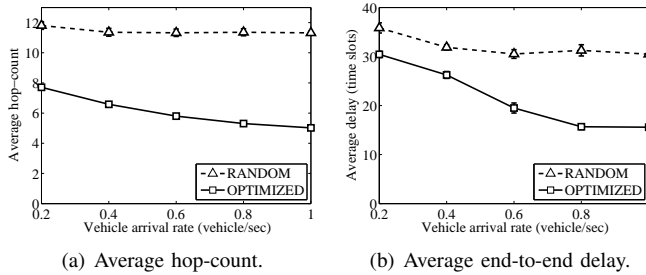 12
10
8
6
4
2
0
Average hop−count
RANDOM
OPTIMIZED
0.2 0.4 0.6 0.8 1
Vehicle arrival rate (vehicle/sec)
(a) Average hop-count.
40
30
20
10
0
Average delay (time slots)
RANDOM
OPTIMIZED
0.2 0.4 0.6 0.8
Vehicle arrival rate (vehicle/sec)
(b) Average end-to-end delay.